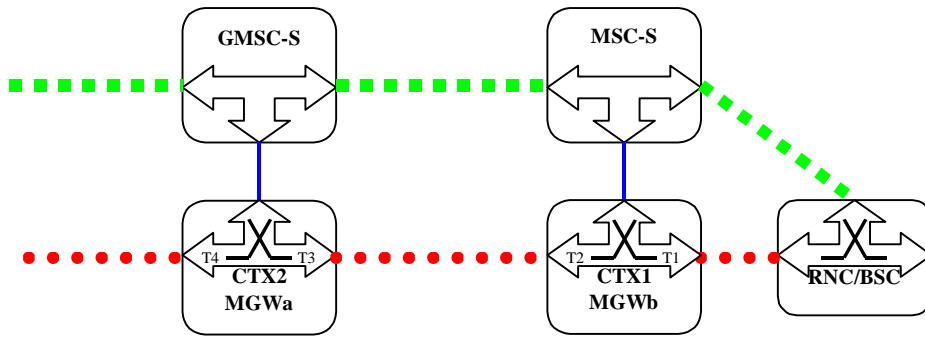 GMSC-S
MSC-S
T4
T3
CTX2
MGWa
T2
T1
CTX1
MGWb
RNC/BSC